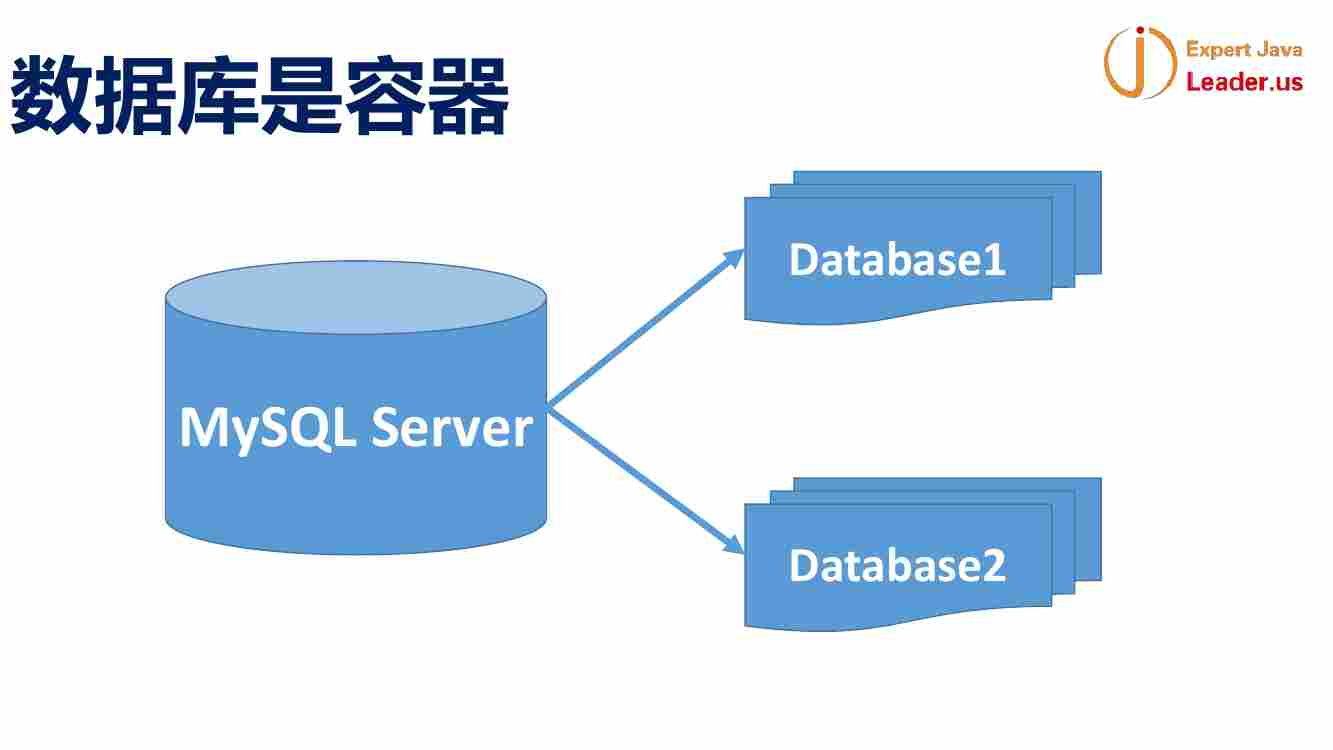 数据库是容器
Expert Java
Leader.us
Database1
MySQL Server
Database2